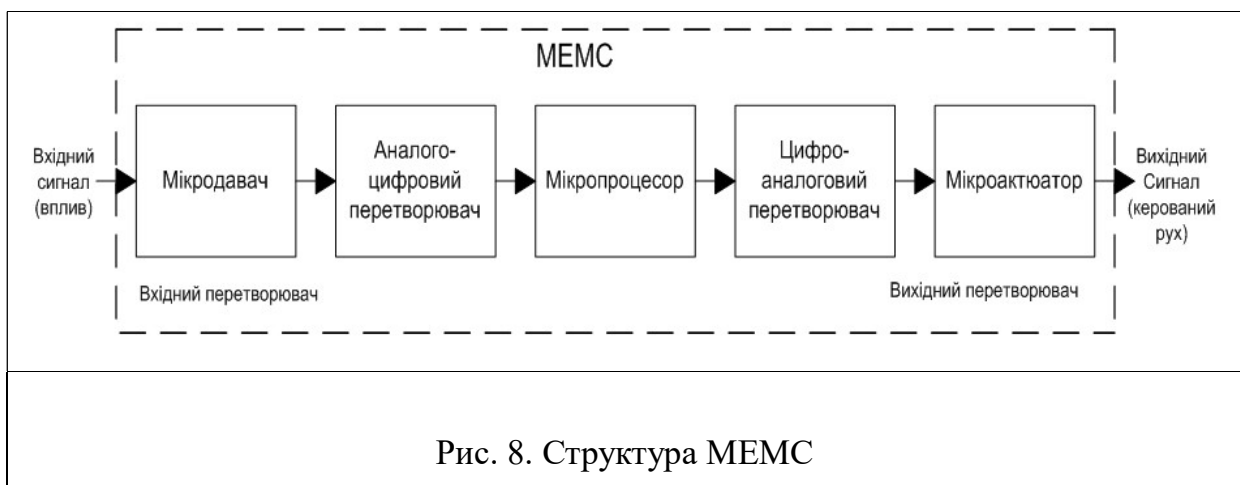 МЕМС
Вхідний
сигнал
(вплив)
Мікродавач
Аналого-
цифровий
перетворювач
Мікропроцесор
Цифро-
аналоговий
перетворювач
Мікроактюатор
Вихідний
Сигнал
(керований
рух)
Вхідний перетворювач
Вихідний перетворювач
Рис. 8. Структура МЕМС